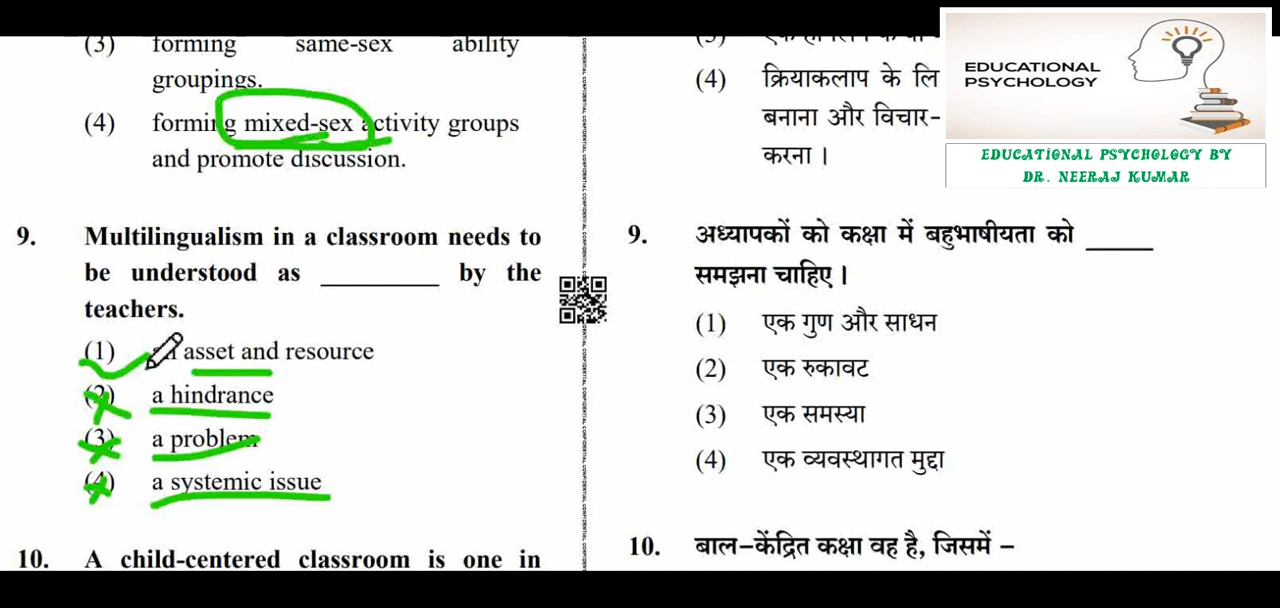 (3) forming same-sex ability
groupings.
(4) forming mixed-sex activity groups
and promote discussion.
9. Multilingualism in a classroom needs to
be understood as ________ by the
teachers.
(1) asset and resource
(2) a hindrance
(3) a problem
(4) a systemic issue
10. A child-centered classroom is one in
(4) क्रियाकलाप के लि
बनाना और विचार-
करना ।
9. अध्यापकों को कक्षा में बहुभाषीयता को _____
समझना चाहिए ।
(1) एक गुण और साधन
(2) एक रुकावट
(3) एक समस्या
(4) एक व्यवस्थागत मुद्दा
10. बाल-केंद्रित कक्षा वह है, जिसमें –
EDUCATIONAL
PSYCHOLOGY
EDUCATIONAL PSYCHOLOGY BY
DR. NEERAJ KUMAR